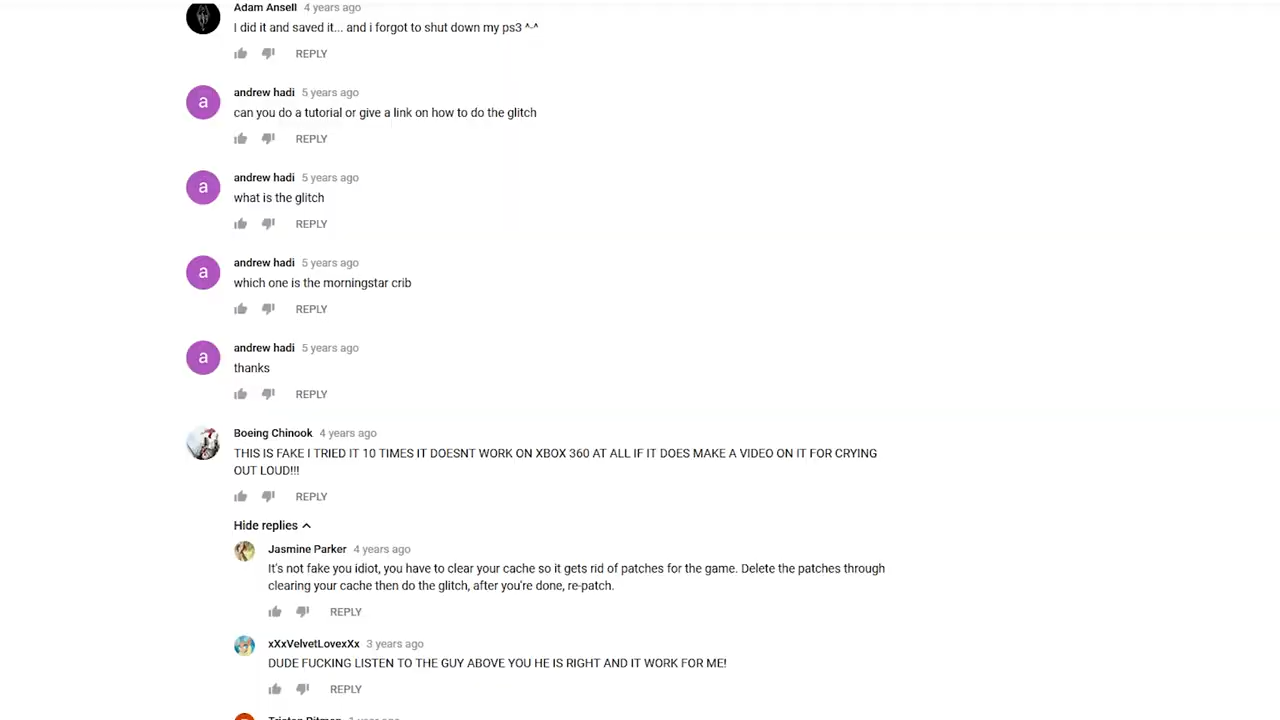 Adam Ansell 4 years ago
I did it and saved it... and i forgot to shut down my ps3 ^-^
REPLY
a
andrew hadi 5 years ago
can you do a tutorial or give a link on how to do the glitch
REPLY
a
andrew hadi 5 years ago
what is the glitch
REPLY
a
andrew hadi 5 years ago
which one is the morningstar crib
REPLY
a
andrew hadi 5 years ago
thanks
REPLY
Boeing Chinook 4 years ago
THIS IS FAKE I TRIED IT 10 TIMES IT DOESNT WORK ON XBOX 360 AT ALL IF IT DOES MAKE A VIDEO ON IT FOR CRYING
OUT LOUD!!!
REPLY
Hide replies
Jasmine Parker 4 years ago
It's not fake you idiot, you have to clear your cache so it gets rid of patches for the game. Delete the patches through
clearing your cache then do the glitch, after you're done, re-patch.
REPLY
xXxVelvetLovexXx 3 years ago
DUDE FUCKING LISTEN TO THE GUY ABOVE YOU HE IS RIGHT AND IT WORK FOR ME!
REPLY